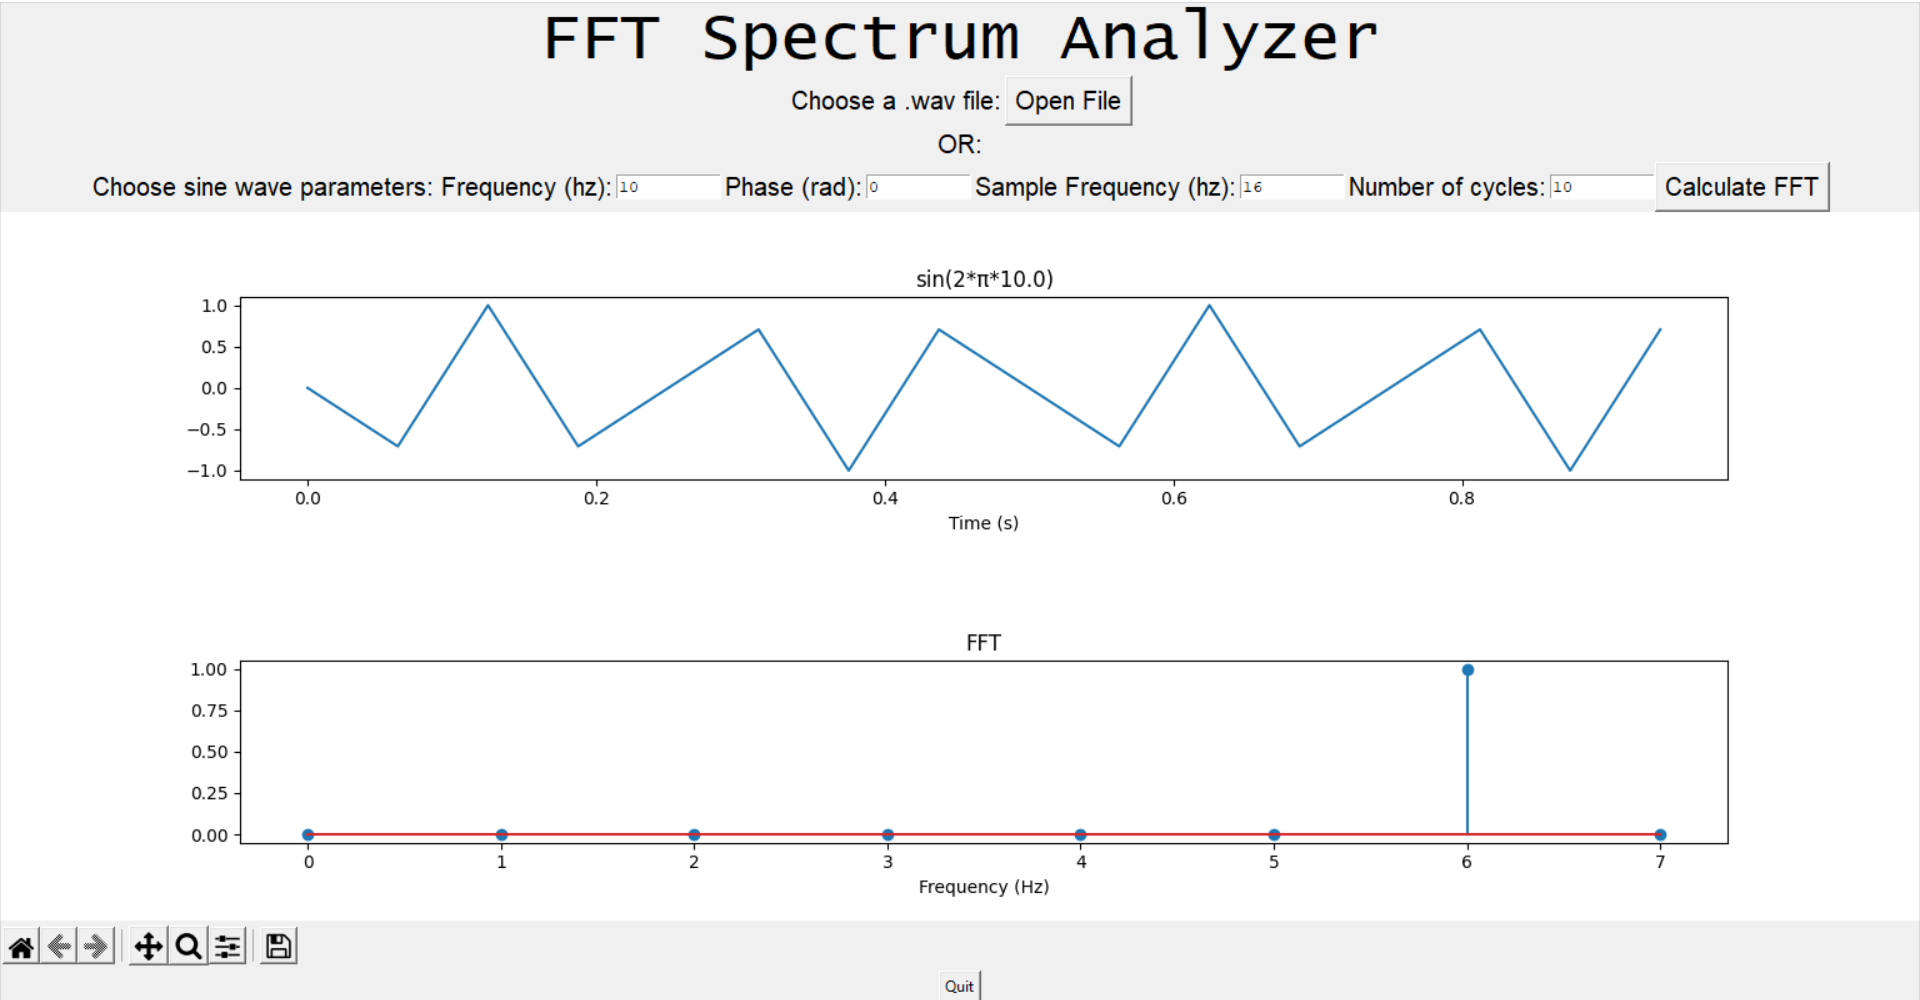 FFT Spectrum Analyzer
Choose a .wav file: Open File
OR:
Choose sine wave parameters: Frequency (hz): 10 Phase (rad): 0 Sample Frequency (hz): 16 Number of cycles: 10 Calculate FFT
sin(2*π*10.0)
1.0
0.5
0.0
−0.5
−1.0
0.0 0.2 0.4 0.6 0.8
Time (s)
FFT
1.00
0.75
0.50
0.25
0.00
0 1 2 3 4 5 6 7
Frequency (Hz)
Quit